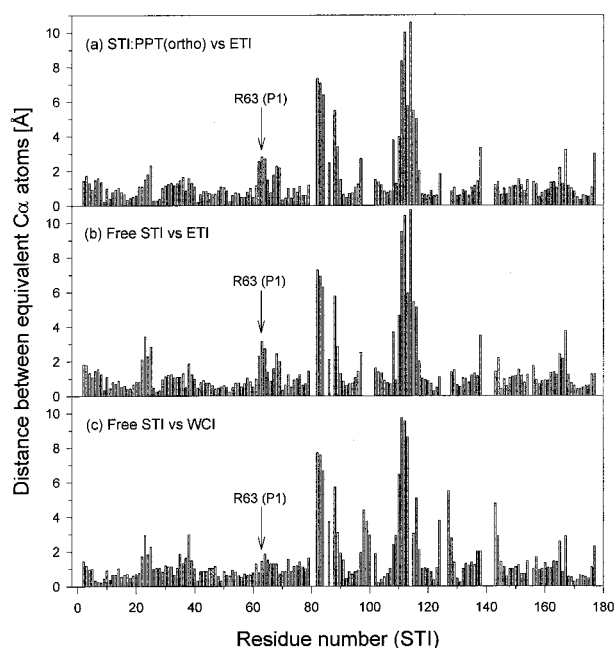 Distance between equivalent Cα atoms [Å]
(a) STI:PPT(ortho) vs ETI
R63 (P1)
10
8
6
4
2
0
(b) Free STI vs ETI
R63 (P1)
10
8
6
4
2
0
(c) Free STI vs WCI
R63 (P1)
10
8
6
4
2
0
0 20 40 60 80 100 120 140 160 180
Residue number (STI)